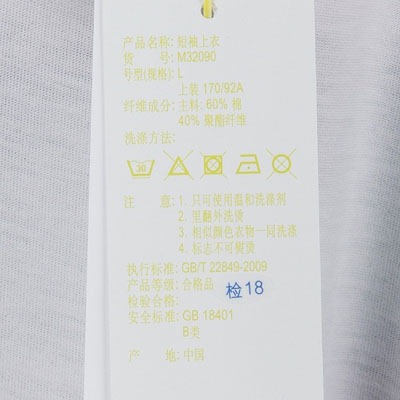 产品名称: 短袖上衣
货 号: M32090
号型(规格): L
上装 170/92A
纤维成分: 主料: 60% 棉
40% 聚酯纤维
洗涤方法:
30
注 意: 1. 只可使用温和洗涤剂
2. 里翻外洗烫
3. 相似颜色衣物一同洗涤
4. 标志不可熨烫
执行标准: GB/T 22849-2009
产品等级: 合格品
检验合格: 检18
安全标准: GB 18401
B类
产 地: 中国